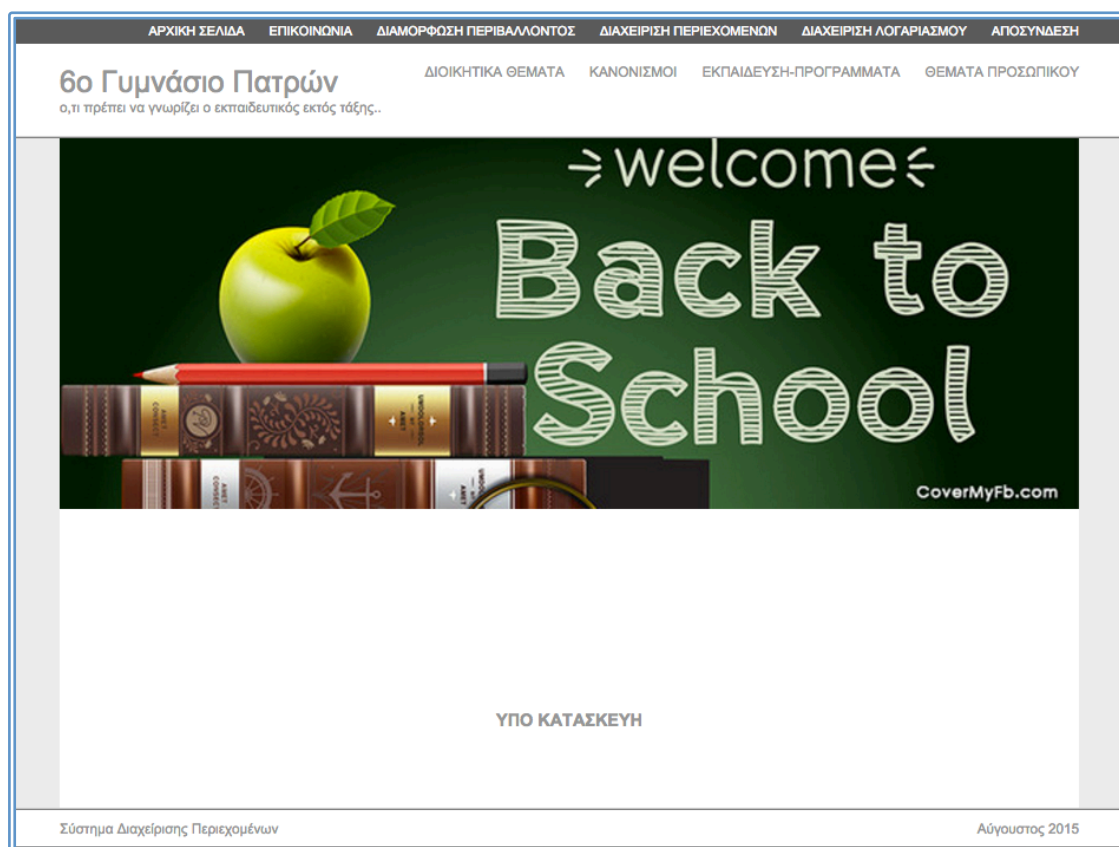 ΑΡΧΙΚΗ ΣΕΛΙΔΑ ΕΠΙΚΟΙΝΩΝΙΑ ΔΙΑΜΟΡΦΩΣΗ ΠΕΡΙΒΑΛΛΟΝΤΟΣ ΔΙΑΧΕΙΡΙΣΗ ΠΕΡΙΕΧΟΜΕΝΩΝ ΔΙΑΧΕΙΡΙΣΗ ΛΟΓΑΡΙΑΣΜΟΥ ΑΠΟΣΥΝΔΕΣΗ
6ο Γυμνάσιο Πατρών
ο,τι πρέπει να γνωρίζει ο εκπαιδευτικός εκτός τάξης..
ΔΙΟΙΚΗΤΙΚΑ ΘΕΜΑΤΑ ΚΑΝΟΝΙΣΜΟΙ ΕΚΠΑΙΔΕΥΣΗ-ΠΡΟΓΡΑΜΜΑΤΑ ΘΕΜΑΤΑ ΠΡΟΣΩΠΙΚΟΥ
welcome
Back to
School
CoverMyFb.com
ΥΠΟ ΚΑΤΑΣΚΕΥΗ
Σύστημα Διαχείρισης Περιεχομένων Αύγουστος 2015